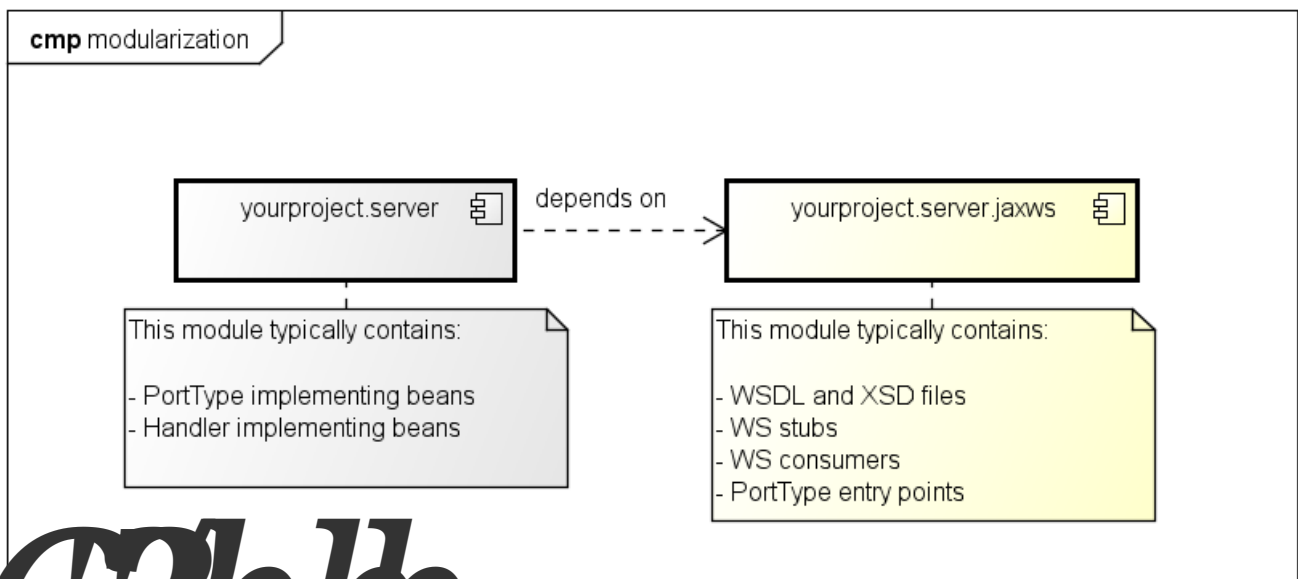 cmp modularization
yourproject.server
depends on
yourproject.server.jaxws
This module typically contains:
- PortType implementing beans
- Handler implementing beans
This module typically contains:
- WSDL and XSD files
- WS stubs
- WS consumers
- PortType entry points